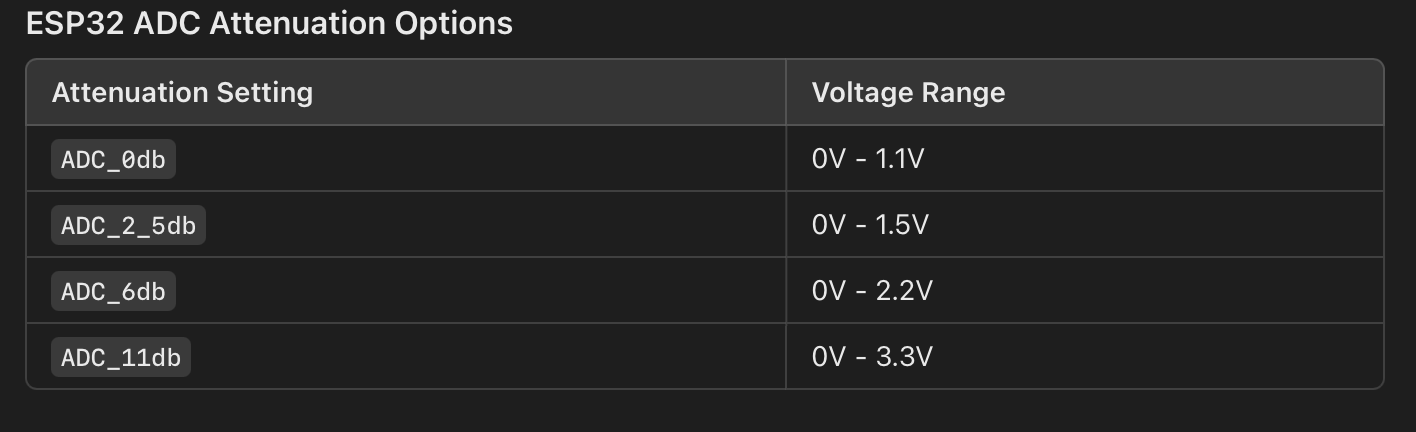 ESP32 ADC Attenuation Options
Attenuation Setting Voltage Range
ADC_0db 0V - 1.1V
ADC_2_5db 0V - 1.5V
ADC_6db 0V - 2.2V
ADC_11db 0V - 3.3V